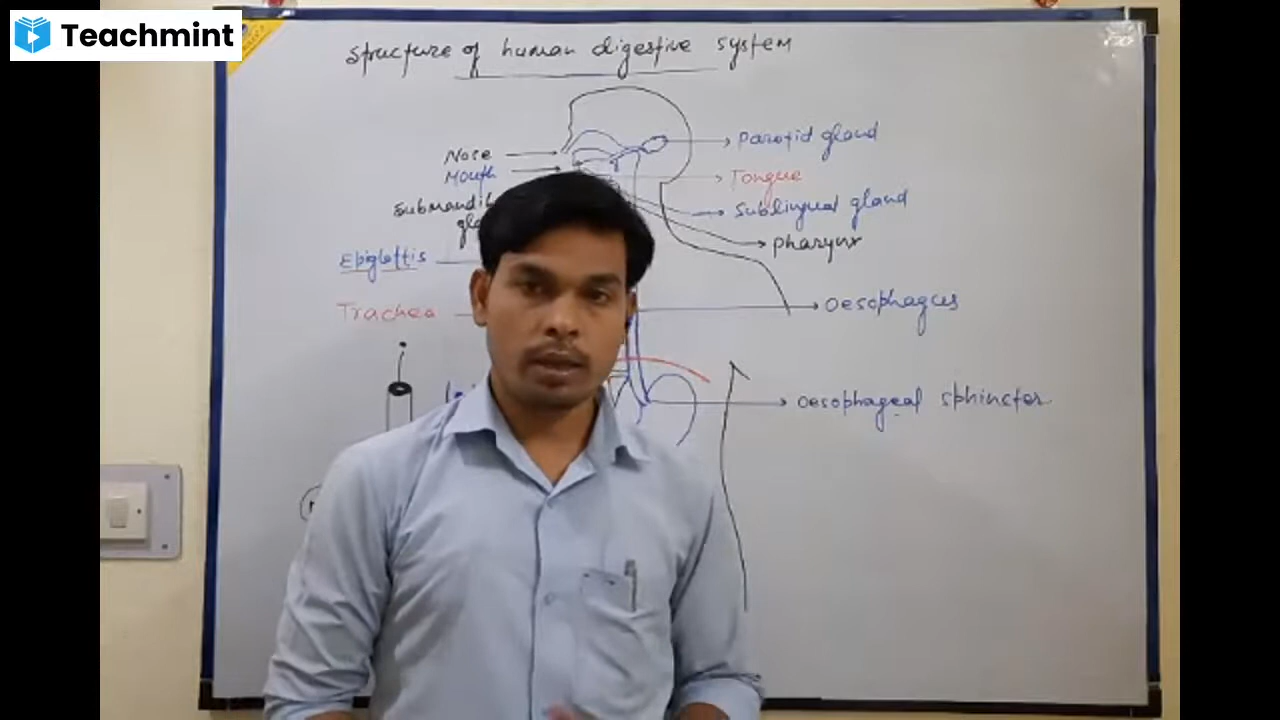 Teachmint
Structure of human digestive system
Nose
Mouth
Epiglottis
Trachea
Parotid gland
Tongue
Sublingual gland
Pharynx
Oesophagus
Oesophageal sphincter